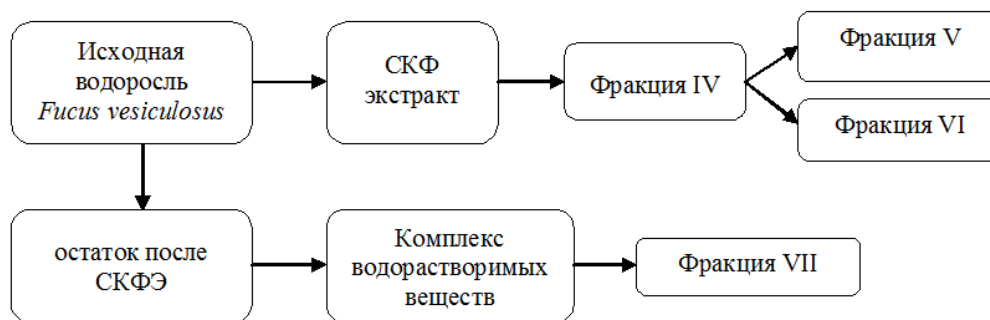 Исходная
водоросль
Fucus vesiculosus
СКФ
экстракт
Фракция IV
Фракция V
Фракция VI
остаток после
СКФЭ
Комплекс
водорастворимых
веществ
Фракция VII